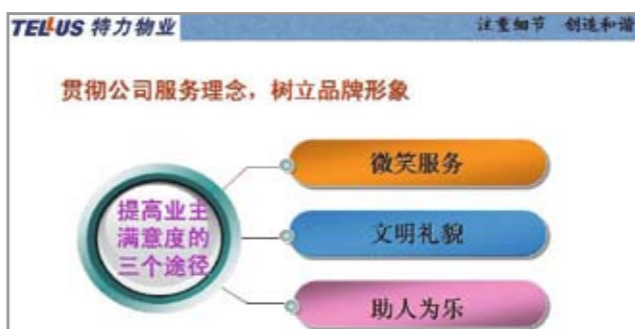 TELLUS 特力物业
注重细节 创造和谐
贯彻公司服务理念，树立品牌形象
提高业主
满意度的
三个途径
微笑服务
文明礼貌
助人为乐